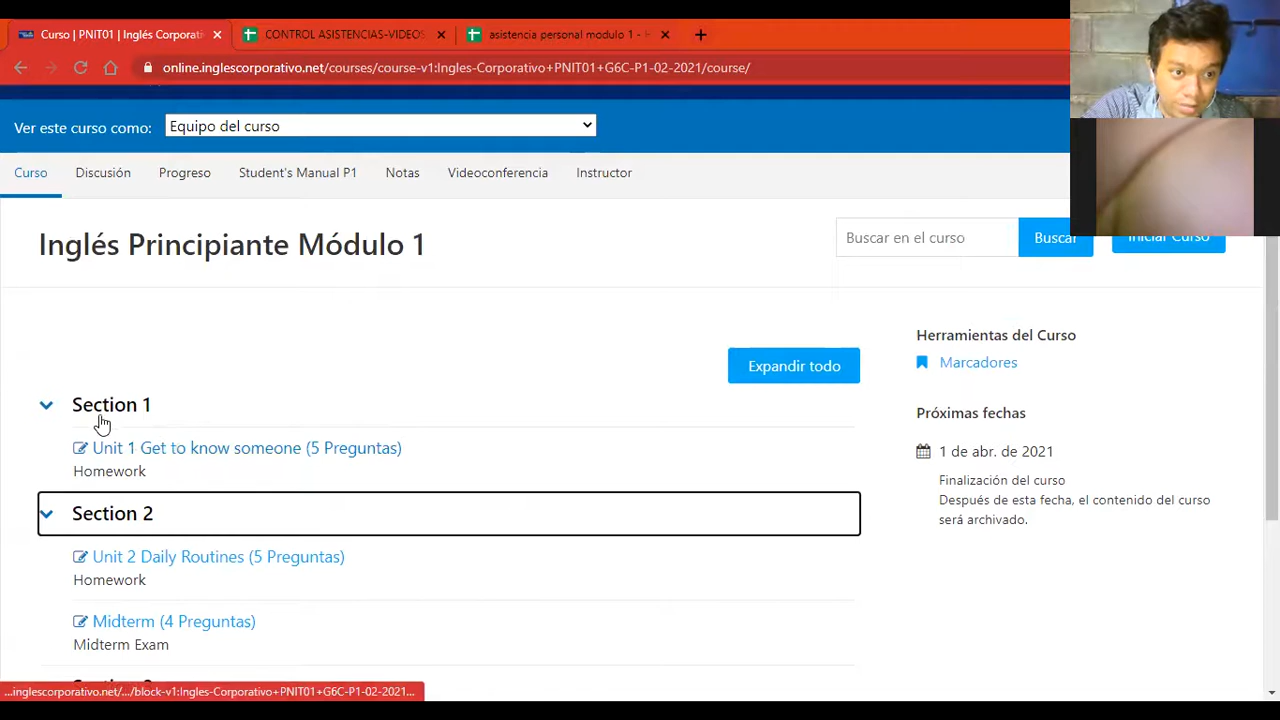 Curso | PNIT01 | Inglés Corporati
CONTROL ASISTENCIAS-VIDEOS
asistencia personal modulo 1 -
online.inglescorporativo.net/courses/course-v1:Ingles-Corporativo+PNIT01+G6C-P1-02-2021/course/
Ver este curso como:
Equipo del curso
Curso
Discusión
Progreso
Student's Manual P1
Notas
Videoconferencia
Instructor
Inglés Principiante Módulo 1
Buscar en el curso
Buscar
Iniciar Curso
Expandir todo
Section 1
Unit 1 Get to know someone (5 Preguntas)
Homework
Section 2
Unit 2 Daily Routines (5 Preguntas)
Homework
Midterm (4 Preguntas)
Midterm Exam
Herramientas del Curso
Marcadores
Próximas fechas
1 de abr. de 2021
Finalización del curso
Después de esta fecha, el contenido del curso
será archivado.
...inglescorporativo.net/.../block-v1:Ingles-Corporativo+PNIT01+G6C-P1-02-2021...